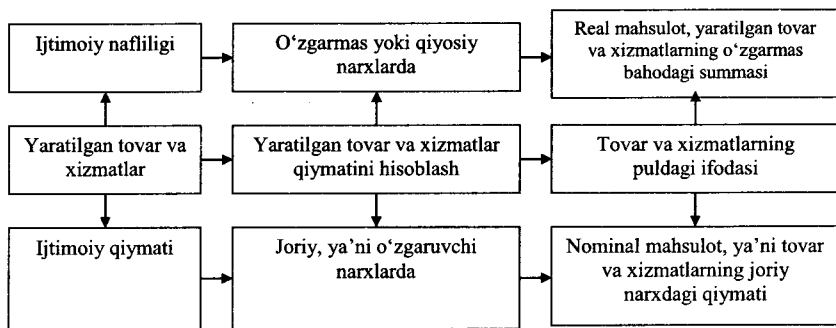 Ijtimoiy nafliligi
O‘zgarmas yoki qiyosiy
narxlarda
Real mahsulot, yaratilgan tovar
va xizmatlarning o‘zgarmas
bahodagi summasi
Yaratilgan tovar va
xizmatlar
Yaratilgan tovar va xizmatlar
qiymatini hisoblash
Tovar va xizmatlarning
puldagi ifodasi
Ijtimoiy qiymati
Joriy, ya’ni o‘zgaruvchi
narxlarda
Nominal mahsulot, ya’ni tovar
va xizmatlarning joriy
narxdagi qiymati